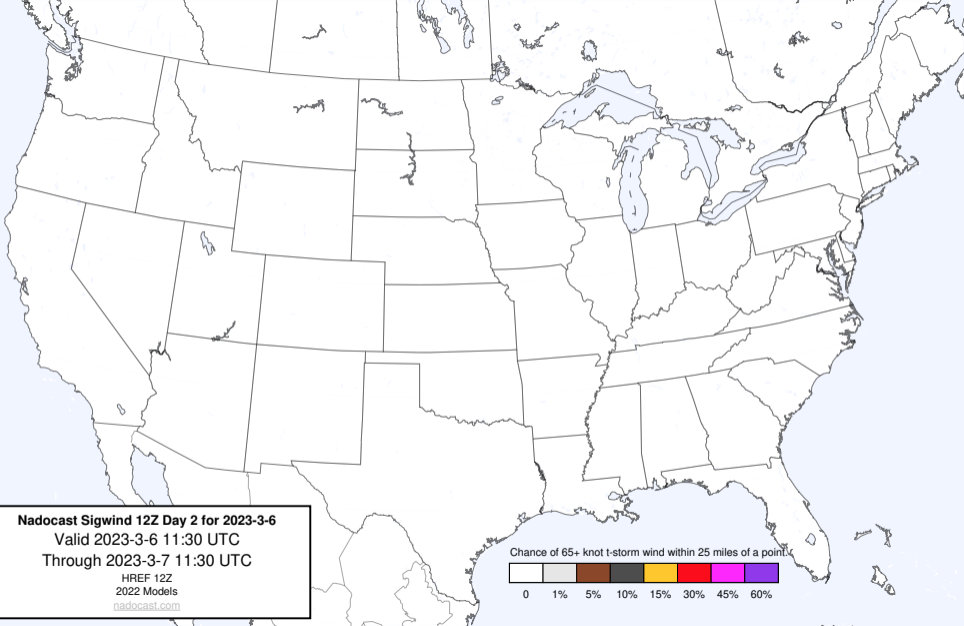 Nadocast Sigwind 12Z Day 2 for 2023-3-6
Valid 2023-3-6 11:30 UTC
Through 2023-3-7 11:30 UTC
HREF 12Z
2022 Models
nadocast.com
Chance of 65+ knot t-storm wind within 25 miles of a point.
0 1% 5% 10% 15% 30% 45% 60%